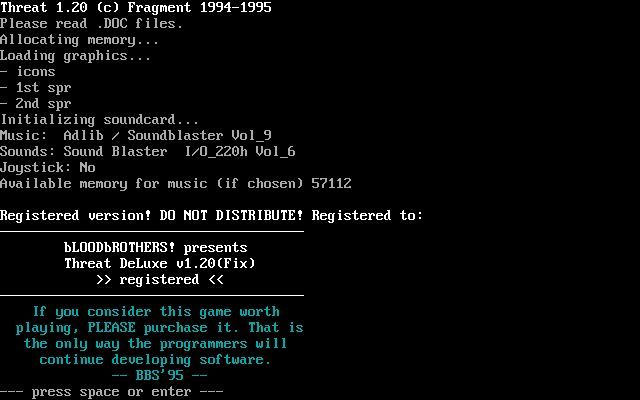 Threat 1.20 (c) Fragment 1994-1995
Please read .DOC files.
Allocating memory...
Loading graphics...
- icons
- 1st spr
- 2nd spr
Initializing soundcard...
Music:  Adlib / Soundblaster Vol_9
Sounds: Sound Blaster  I/O_220h Vol_6
Joystick: No
Available memory for music (if chosen) 57112
Registered version! DO NOT DISTRIBUTE! Registered to:
bLOODbROTHERS! presents
Threat DeLuxe v1.20(Fix)
>> registered <<
If you consider this game worth
playing, PLEASE purchase it. That is
the only way the programmers will
continue developing software.
-- BBS'95 --
--- press space or enter ---